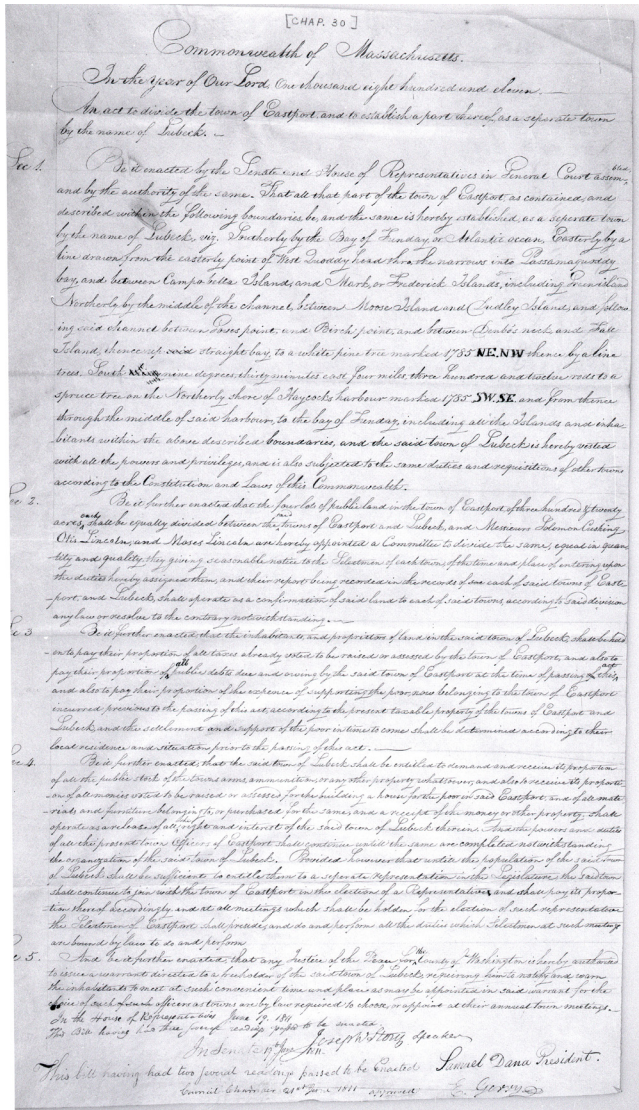 [CHAP. 30]
Commonwealth of Massachusetts.
In the Year of Our Lord, One thousand eight hundred and eleven
An act to divide the town of Eastport, and to establish a part thereof, as a separate town
by the name of Lubeck. —
Sec 1.
Be it enacted by the Senate and House of Representatives in General Court assem-
bled,
and by the authority of the same. That all that part of the town of Eastport, as contained, and
described within the following boundaries be, and the same is hereby established, as a seperate town
by the name of Lubeck, viz. Southerly by the Bay of Funday, or Atlantic ocean, Easterly by a
line drawn from the easterly point of West Quoddy head thro, the narrows into Passamaquoddy
bay, and between Campobella Island, and Mark, or Frederick Islands, including Green island
Northerly by the middle of the channel, between Moose Island and Dudley Island, and follow
ing said channel between point, and Birch point, and between Denbo's neck and Fall
Island, thence up said straight bay, to a white pine tree marked 1785 NE.NW thence by a line
trees. South nine degrees, thirty minutes east four miles, three hundred and twelve rods to a
spruce tree on the Northerly shore of Haycocks harbour marked 1785 SW.SE and from thence
through the middle of said harbour, to the bay of Funday, including all the Islands and inha
bitants within the above described boundaries, and the said town of Lubeck is hereby vested
with all the powers and privileges, and is also subjected to the same duties and requisitions of other towns
according to the Constitution and Laws of this Commonwealth.
ec 2.
Be it further enacted that the four lots of public land in the town of Eastport of three hundred & twenty
acres, each shall be equally divided between the towns of Eastport and Lubeck, and Messieurs Solomon Cushing
Otis Lincoln, and Moses Lincoln are hereby appointed a Committee to divide the same, equal in quan
tity and quality, they giving seasonable notice to the Selectmen of each town, of the time and place of entering upon
the duties hereby assigned them, and their report being recorded in the records of each of said towns of East
port, and Lubeck, shall operate as a confirmation of said land to each of said towns, according to said division
any law or resolve to the contrary notwithstanding. —
ec 3
Be it further enacted that the inhabitants, and proprietors of land in the said town of Lubeck, shall be hold
en to pay their proportion of all taxes already voted to be raised or assessed by the town of Eastport, and also to
pay their proportion of all public debts due and owing by the said town of Eastport at the time of passing of this act
and also to pay their proportion of the expence of supporting the poor, now belonging to the town of Eastport
incurred previous to the passing of this act, according to the present taxable property of the towns of Eastport and
Lubeck, and the settlement and support of the poor in time to come shall be determined according to their
local residence and situation, prior to the passing of this act. —
ec 4.
Be it further enacted, that the said town of Lubeck shall be entitled to demand and receive its proportion
of all the public stock of the towns arms, ammunition, or any other property whatsoever, and also to receive its proporti
on of all monies voted to be raised or assessed for the building a house for the poor in said Eastport, and of all mate
rials and furniture belonging to, or purchased for the same, and a receipt of the money or other property, shall
operate as a release of all the right and interest of the said town of Lubeck therein. And the powers and duties
of all the present town Officers of Eastport shall continue until the same are completed notwithstanding
the organization of the said town of Lubeck. Provided however that until the population of the said town
of Lubeck shall be sufficient to entitle them to a seperate representation in the Legislature, the said town
shall continue to join with the town of Eastport in the election of a Representative, and shall pay its propor
tion thereof accordingly, and at all meetings which shall be holden for the election of such representative
the Selectmen of Eastport shall preside, and do and perform all the duties which Selectmen at such meeting
are bound by law to do and perform
e 5.
And be it further enacted, that any Justice of the Peace for the County of Washington is hereby authorized
to issue a warrant directed to a freeholder of the said town of Lubeck, requiring him to notify and warn
the inhabitants to meet at such convenient time and place as may be appointed in said warrant for the
choice of such officers as towns are by law required to choose, or appoint at their annual town meetings.—
In the House of Representatives June 19. 1811
This Bill having had three several readings passed to be enacted
Joseph Story, Speaker
In Senate 1811.
This bill having had two several readings passed to be Enacted
Samuel Dana President.
Council Chamber 21st June 1811 approved
E. Gerry